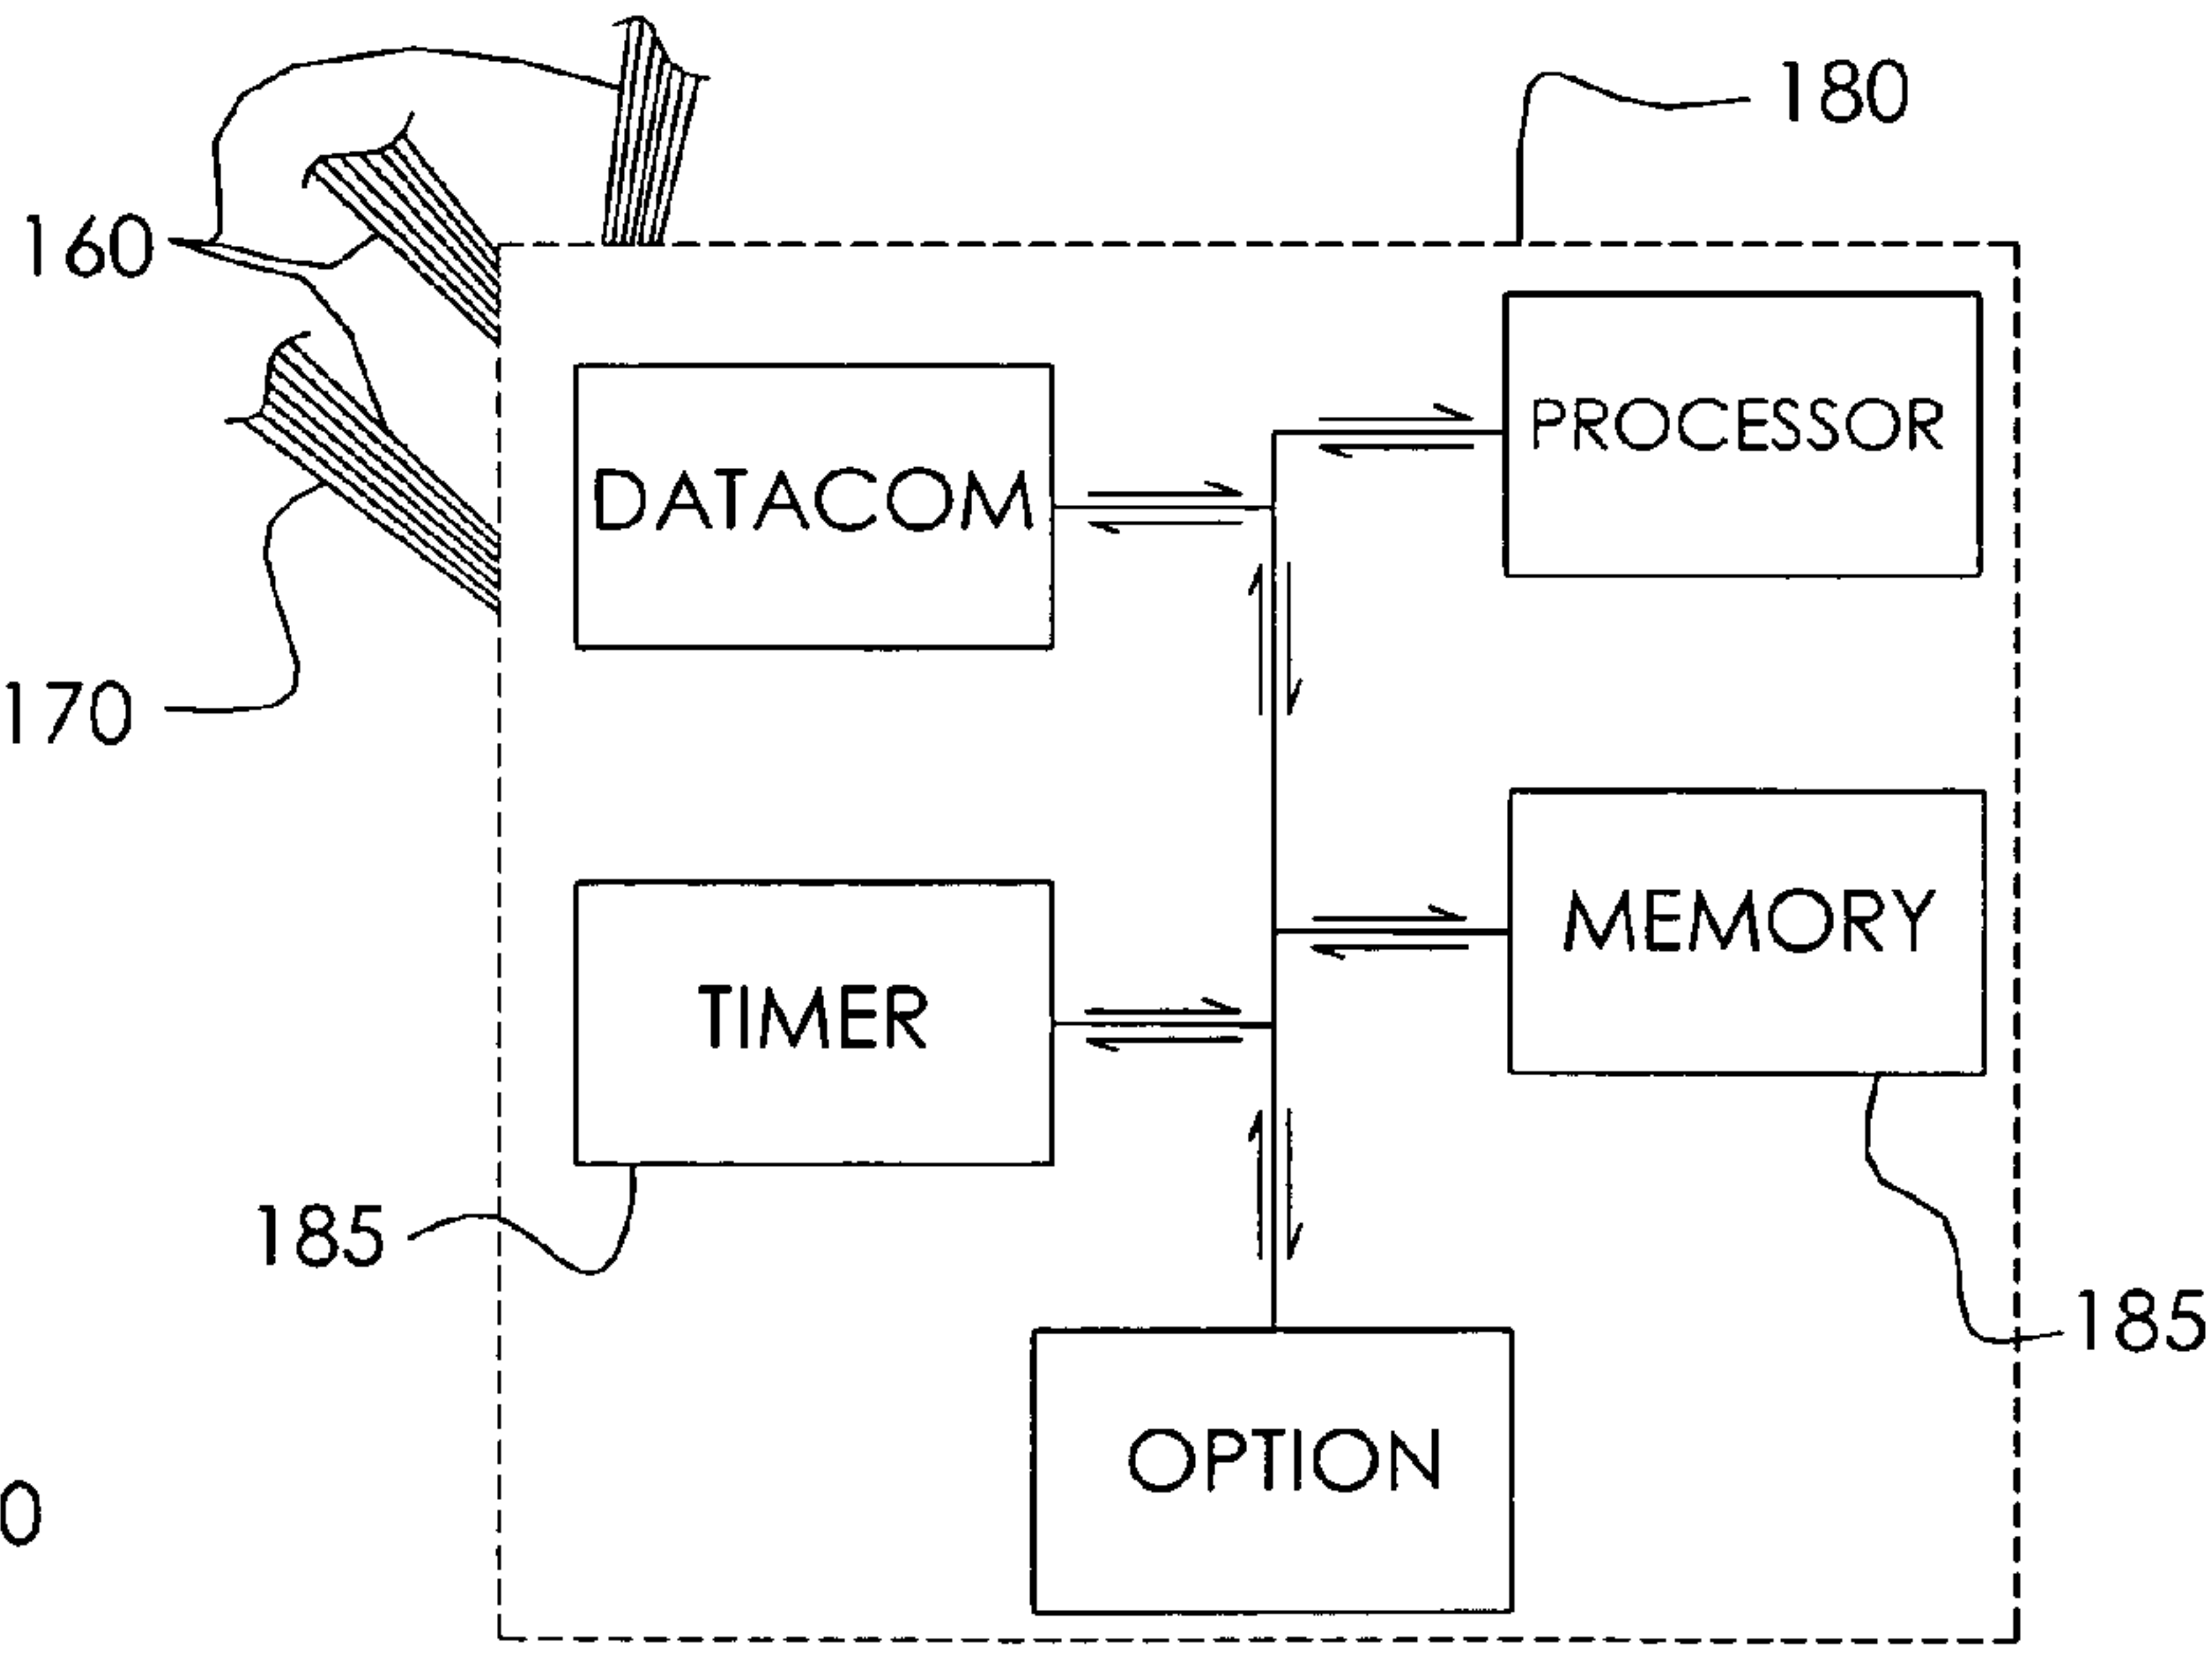 180
160
PROCESSOR
DATACOM
170
MEMORY
TIMER
185
185
OPTION
0